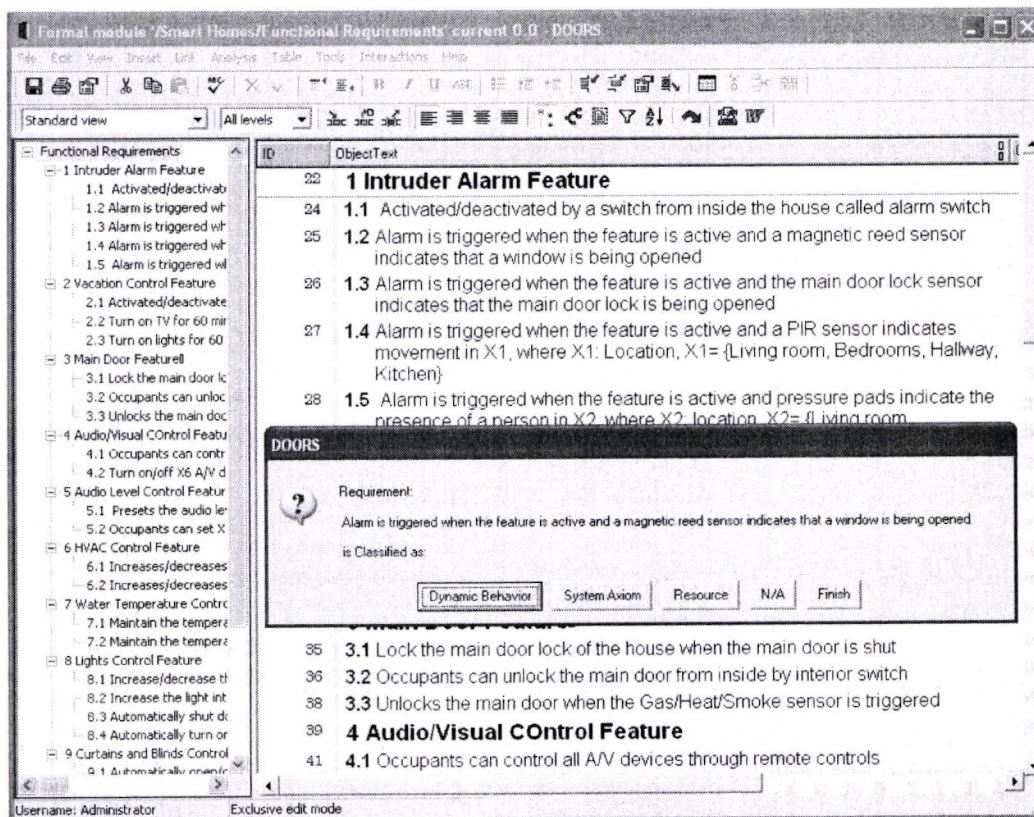 Formal module '/Smart Homes/Functional Requirements' current 0.0 - DOORS
File Edit View Insert Link Analysis Table Tools Interactions Help
Standard view All levels
Functional Requirements
1 Intruder Alarm Feature
1.1 Activated/deactivat
1.2 Alarm is triggered wh
1.3 Alarm is triggered wh
1.4 Alarm is triggered wh
1.5 Alarm is triggered wl
2 Vacation Control Feature
2.1 Activated/deactivate
2.2 Turn on TV for 60 min
2.3 Turn on lights for 60
3 Main Door Featurell
3.1 Lock the main door lc
3.2 Occupants can unloc
3.3 Unlocks the main doc
4 Audio/Visual COntrol Featu
4.1 Occupants can contr
4.2 Turn on/off X6 A/V d
5 Audio Level Control Featur
5.1 Presets the audio le
5.2 Occupants can set X
6 HVAC Control Feature
6.1 Increases/decreases
6.2 Increases/decreases
7 Water Temperature Contrc
7.1 Maintain the tempera
7.2 Maintain the tempera
8 Lights Control Feature
8.1 Increase/decrease th
8.2 Increase the light int
8.3 Automatically shut dc
8.4 Automatically turn or
9 Curtains and Blinds Control
9.1 Automatically open/c
ID ObjectText
22 1 Intruder Alarm Feature
24 1.1 Activated/deactivated by a switch from inside the house called alarm switch
25 1.2 Alarm is triggered when the feature is active and a magnetic reed sensor
indicates that a window is being opened
26 1.3 Alarm is triggered when the feature is active and the main door lock sensor
indicates that the main door lock is being opened
27 1.4 Alarm is triggered when the feature is active and a PIR sensor indicates
movement in X1, where X1: Location, X1= {Living room, Bedrooms, Hallway,
Kitchen}
28 1.5 Alarm is triggered when the feature is active and pressure pads indicate the
presence of a person in X2, where X2: location, X2= {Living room,
DOORS
Requirement:
Alarm is triggered when the feature is active and a magnetic reed sensor indicates that a window is being opened
is Classified as:
Dynamic Behavior System Axiom Resource N/A Finish
35 3.1 Lock the main door lock of the house when the main door is shut
36 3.2 Occupants can unlock the main door from inside by interior switch
38 3.3 Unlocks the main door when the Gas/Heat/Smoke sensor is triggered
39 4 Audio/Visual COntrol Feature
41 4.1 Occupants can control all A/V devices through remote controls
Username: Administrator Exclusive edit mode